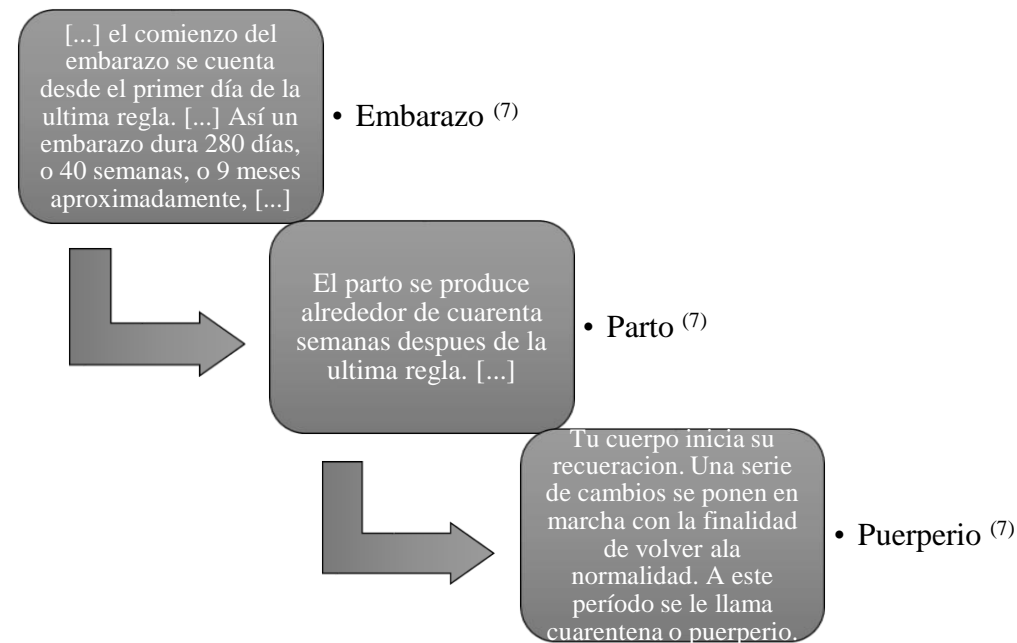 [...] el comienzo del
embarazo se cuenta
desde el primer día de la
ultima regla. [...] Así un
embarazo dura 280 días,
o 40 semanas, o 9 meses
aproximadamente, [...]
• Embarazo (7)
El parto se produce
alrededor de cuarenta
semanas despues de la
ultima regla. [...]
• Parto (7)
Tu cuerpo inicia su
recueracion. Una serie
de cambios se ponen en
marcha con la finalidad
de volver ala
normalidad. A este
período se le llama
cuarentena o puerperio.
• Puerperio (7)